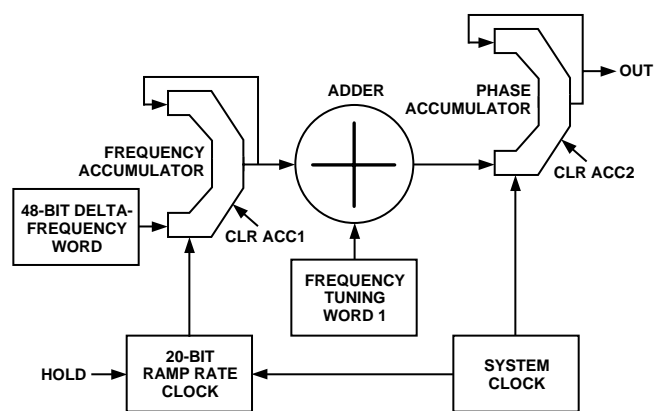 ADDER
PHASE
ACCUMULATOR
OUT
FREQUENCY
ACCUMULATOR
CLR ACC2
48-BIT DELTA-
FREQUENCY
WORD
CLR ACC1
FREQUENCY
TUNING
WORD 1
HOLD
20-BIT
RAMP RATE
CLOCK
SYSTEM
CLOCK